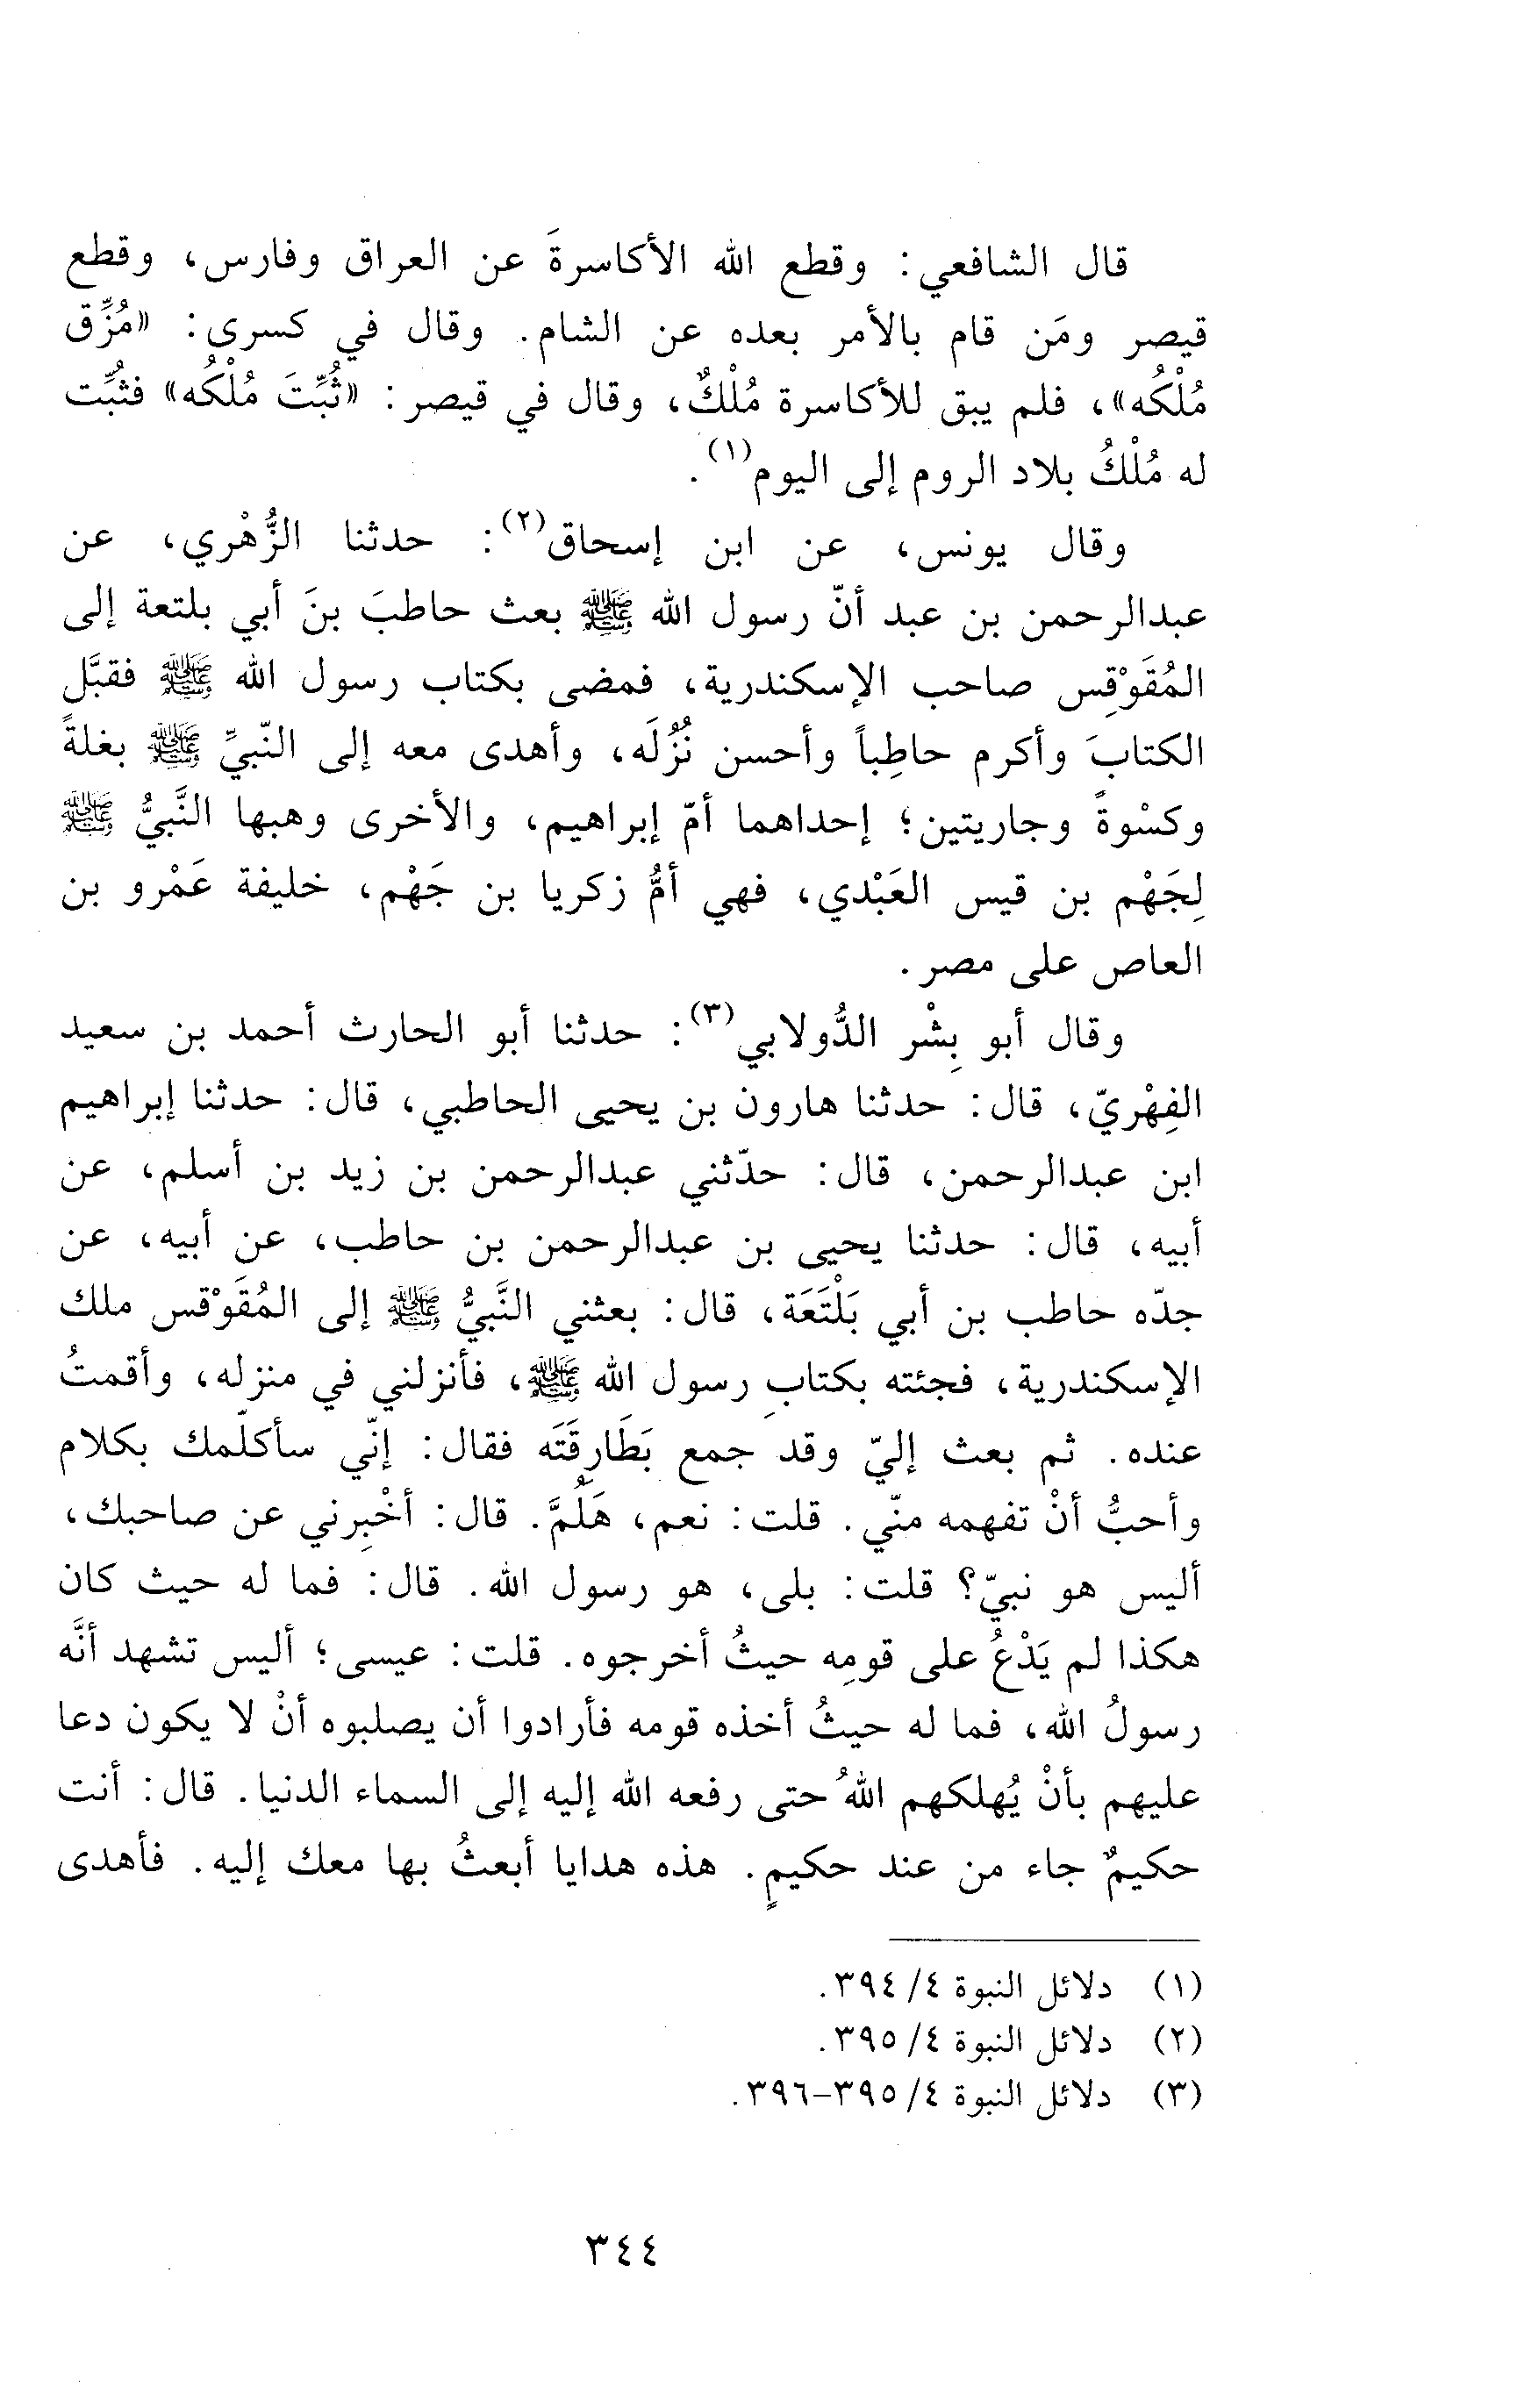 قال الشافعي: وقطع الله الأكاسرةَ عن العراق وفارس، وقطع
قيصر ومَن قام بالأمر بعده عن الشام. وقال في كسرى: «مُزِّق
مُلْكُه»، فلم يبق للأكاسرة مُلْكٌ، وقال في قيصر: «ثُبِّتَ مُلْكُه» فثُبِّت
له مُلْكُ بلاد الروم إلى اليوم(١).
وقال يونس، عن ابن إسحاق(٢): حدثنا الزُّهْري، عن
عبدالرحمن بن عبد أنّ رسول الله ﷺ بعث حاطبَ بنَ أبي بلتعة إلى
المُقَوْقِس صاحب الإسكندرية، فمضى بكتاب رسول الله ﷺ فقبَّل
الكتابَ وأكرم حاطِباً وأحسن نُزُلَه، وأهدى معه إلى النّبيِّ ﷺ بغلةً
وكسْوةً وجاريتين؛ إحداهما أمّ إبراهيم، والأخرى وهبها النَّبيُّ ﷺ
لِجَهْم بن قيس العَبْدي، فهي أمُّ زكريا بن جَهْم، خليفة عَمْرو بن
العاص على مصر.
وقال أبو بِشْر الدُّولابي(٣): حدثنا أبو الحارث أحمد بن سعيد
الفِهْريّ، قال: حدثنا هارون بن يحيى الحاطبي، قال: حدثنا إبراهيم
ابن عبدالرحمن، قال: حدّثني عبدالرحمن بن زيد بن أسلم، عن
أبيه، قال: حدثنا يحيى بن عبدالرحمن بن حاطب، عن أبيه، عن
جدّه حاطب بن أبي بَلْتَعَة، قال: بعثني النَّبيُّ ﷺ إلى المُقَوْقس ملك
الإسكندرية، فجئته بكتابِ رسول الله ﷺ، فأنزلني في منزله، وأقمتُ
عنده. ثم بعث إليّ وقد جمع بَطَارِقَتَه فقال: إنّي سأكلّمك بكلام
وأحبُّ أنْ تفهمه منّي. قلت: نعم، هَلُمَّ. قال: أخْبِرني عن صاحبك،
أليس هو نبيّ؟ قلت: بلى، هو رسول الله. قال: فما له حيث كان
هكذا لم يَدْعُ على قومِه حيثُ أخرجوه. قلت: عيسى؛ أليس تشهد أنَّه
رسولُ الله، فما له حيثُ أخذه قومه فأرادوا أن يصلبوه أنْ لا يكون دعا
عليهم بأنْ يُهلكهم اللهُ حتى رفعه الله إليه إلى السماء الدنيا. قال: أنت
حكيمٌ جاء من عند حكيمٍ. هذه هدايا أبعثُ بها معك إليه. فأهدى
(١) دلائل النبوة ٤/ ٣٩٤.
(٢) دلائل النبوة ٤/ ٣٩٥.
(٣) دلائل النبوة ٤/ ٣٩٥-٣٩٦.
٣٤٤